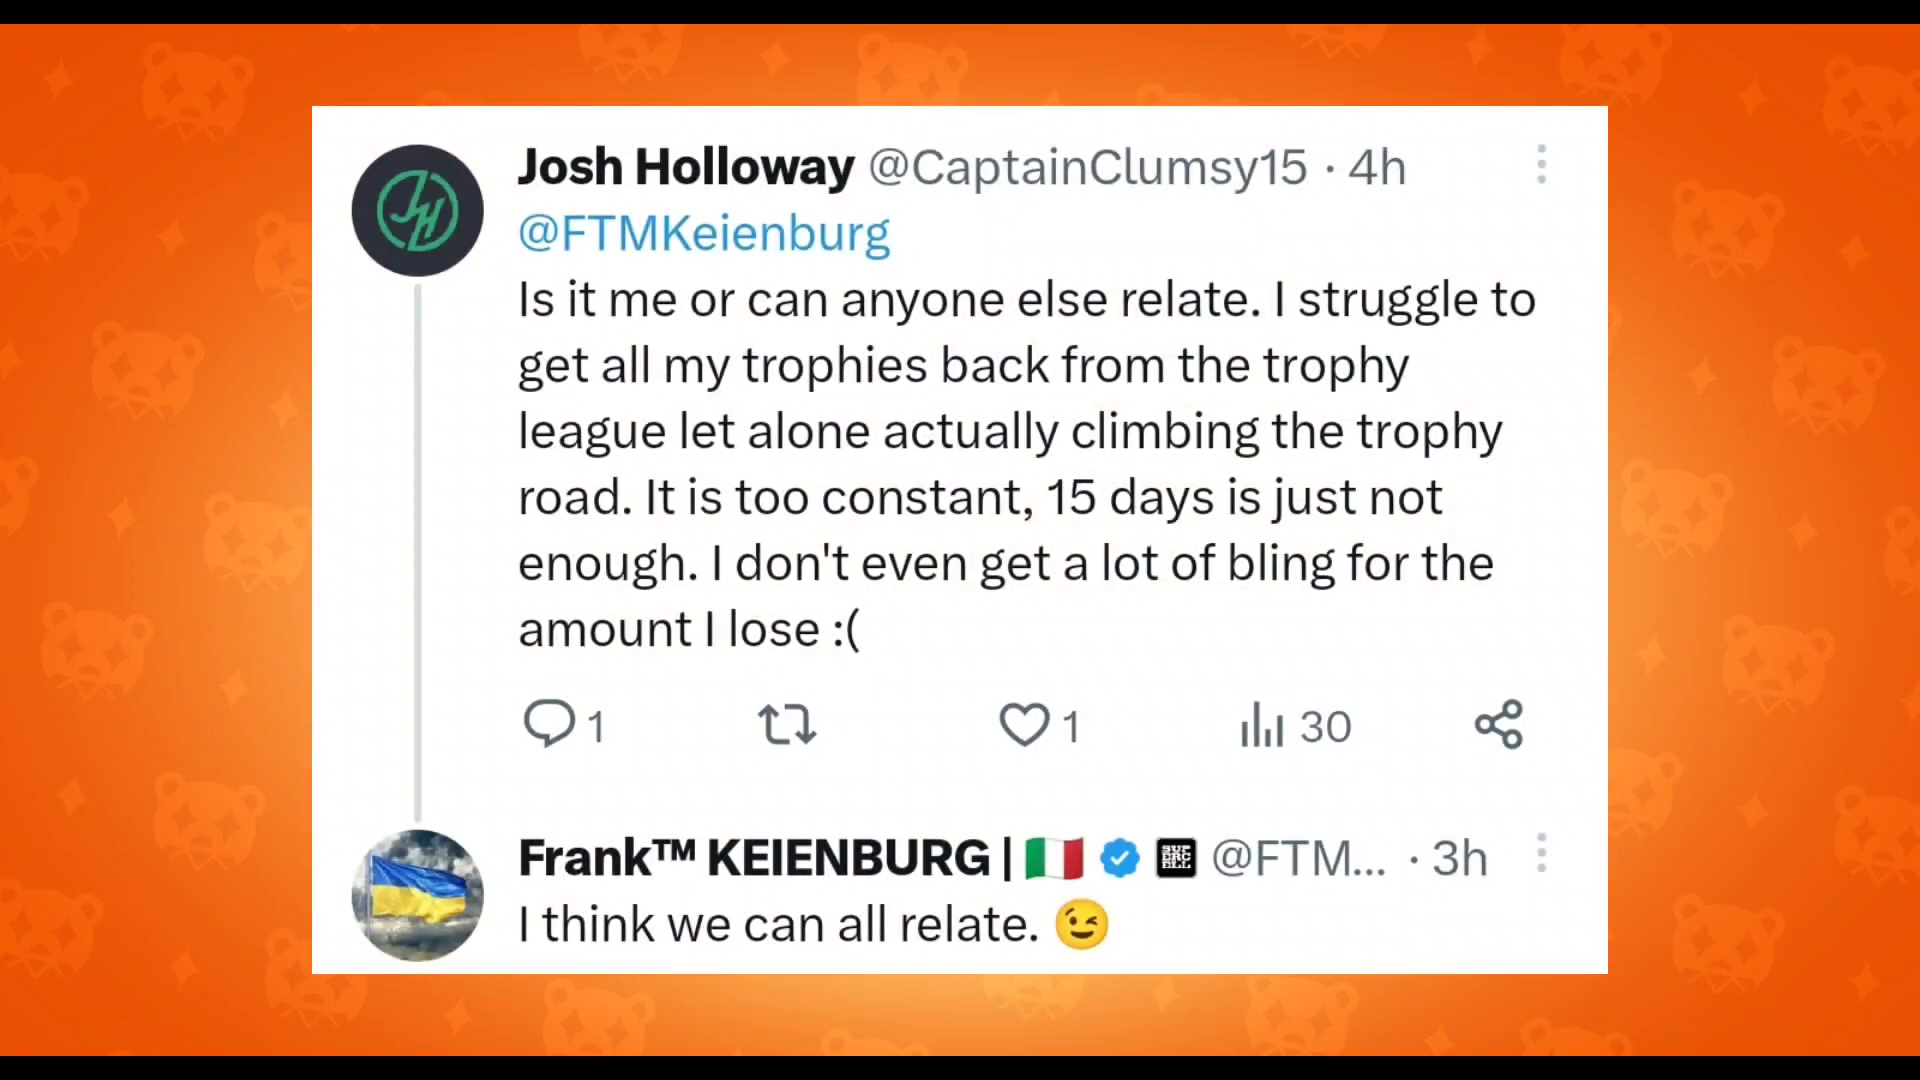 Josh Holloway @CaptainClumsy15 · 4h
@FTMKeienburg
Is it me or can anyone else relate. I struggle to
get all my trophies back from the trophy
league let alone actually climbing the trophy
road. It is too constant, 15 days is just not
enough. I don't even get a lot of bling for the
amount I lose :(
1 1 30
Frank™ KEIENBURG | 🇮🇹 SUPERCELL @FTM... · 3h
I think we can all relate. 😉